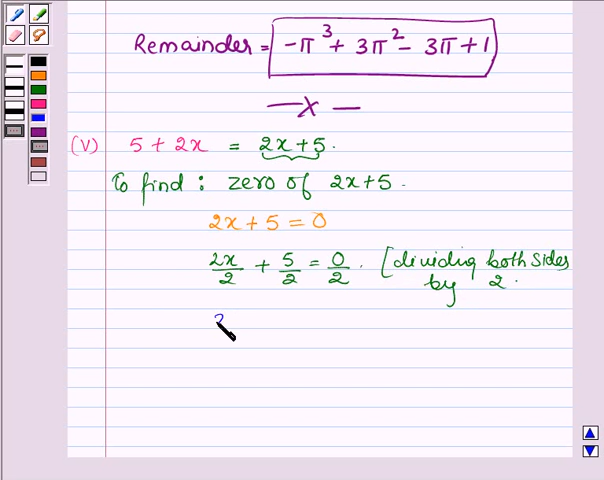 Remainder = -π³ + 3π² - 3π + 1
— x —
(V) 5 + 2x = 2x + 5.
To find : zero of 2x+5.
2x + 5 = 0
2x/2 + 5/2 = 0/2 . [dividing both sides
by 2.